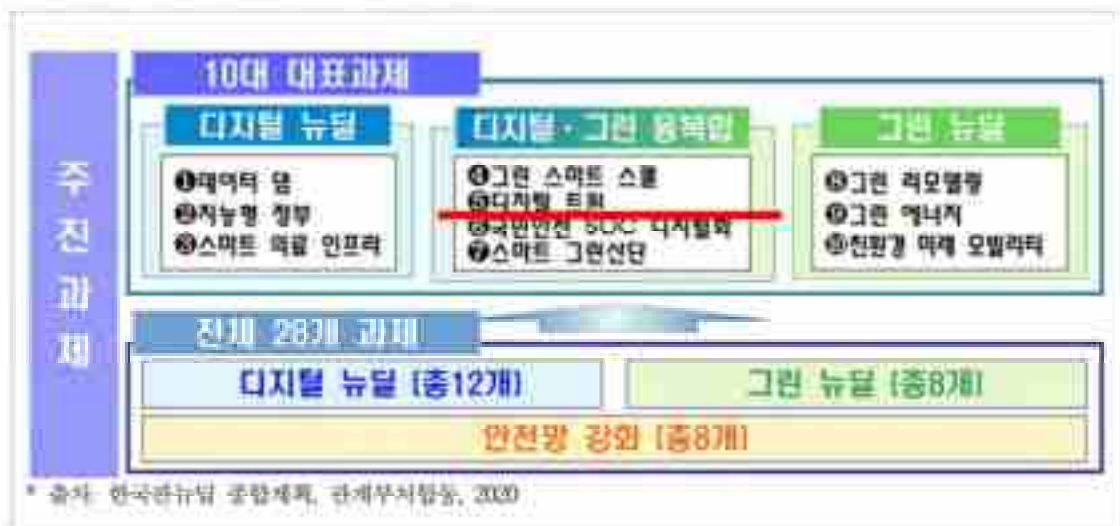 추진과제
10대 대표과제
디지털 뉴딜
❶데이터 댐
❷지능형 정부
❸스마트 의료 인프라
디지털·그린 융복합
❹그린 스마트 스쿨
❺디지털 트윈
❻국민안전 SOC 디지털화
❼스마트 그린산단
그린 뉴딜
❽그린 리모델링
❾그린 에너지
❿친환경 미래 모빌리티
전체 28개 과제
디지털 뉴딜 (총12개)
그린 뉴딜 (총8개)
안전망 강화 (총8개)
* 출처: 한국판뉴딜 종합계획, 관계부처합동, 2020